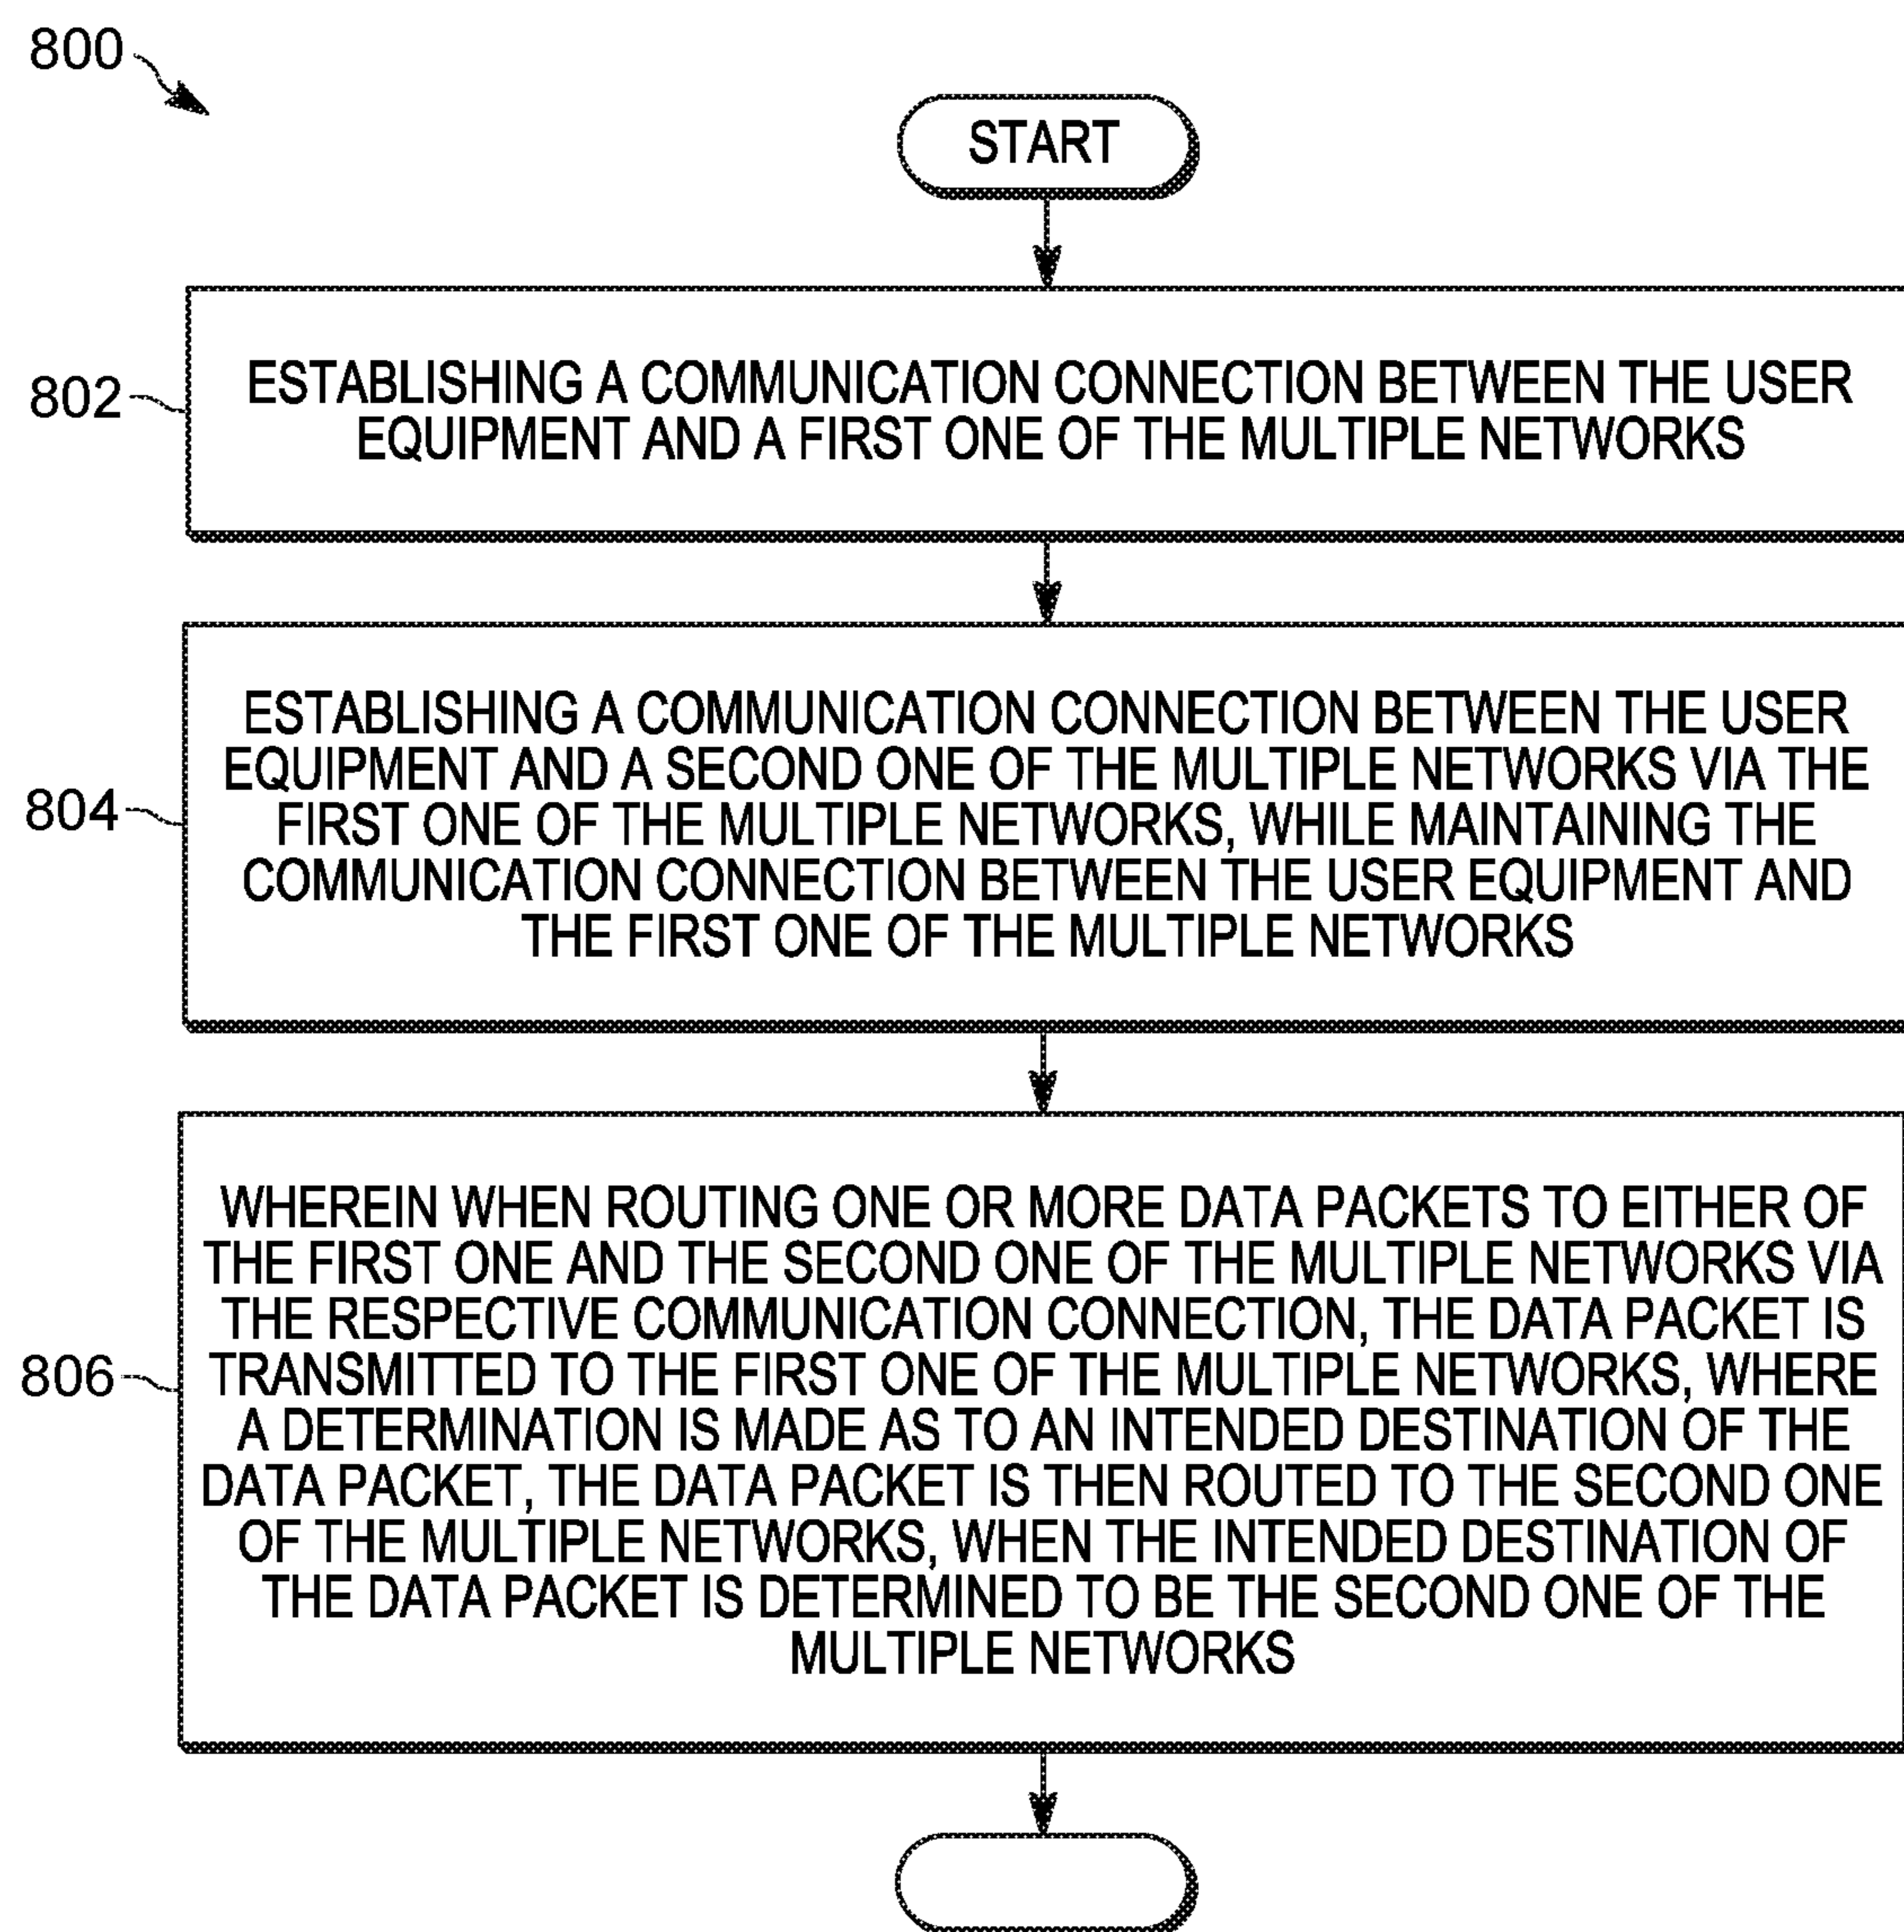 800
START
802
ESTABLISHING A COMMUNICATION CONNECTION BETWEEN THE USER
EQUIPMENT AND A FIRST ONE OF THE MULTIPLE NETWORKS
804
ESTABLISHING A COMMUNICATION CONNECTION BETWEEN THE USER
EQUIPMENT AND A SECOND ONE OF THE MULTIPLE NETWORKS VIA THE
FIRST ONE OF THE MULTIPLE NETWORKS, WHILE MAINTAINING THE
COMMUNICATION CONNECTION BETWEEN THE USER EQUIPMENT AND
THE FIRST ONE OF THE MULTIPLE NETWORKS
806
WHEREIN WHEN ROUTING ONE OR MORE DATA PACKETS TO EITHER OF
THE FIRST ONE AND THE SECOND ONE OF THE MULTIPLE NETWORKS VIA
THE RESPECTIVE COMMUNICATION CONNECTION, THE DATA PACKET IS
TRANSMITTED TO THE FIRST ONE OF THE MULTIPLE NETWORKS, WHERE
A DETERMINATION IS MADE AS TO AN INTENDED DESTINATION OF THE
DATA PACKET, THE DATA PACKET IS THEN ROUTED TO THE SECOND ONE
OF THE MULTIPLE NETWORKS, WHEN THE INTENDED DESTINATION OF
THE DATA PACKET IS DETERMINED TO BE THE SECOND ONE OF THE
MULTIPLE NETWORKS